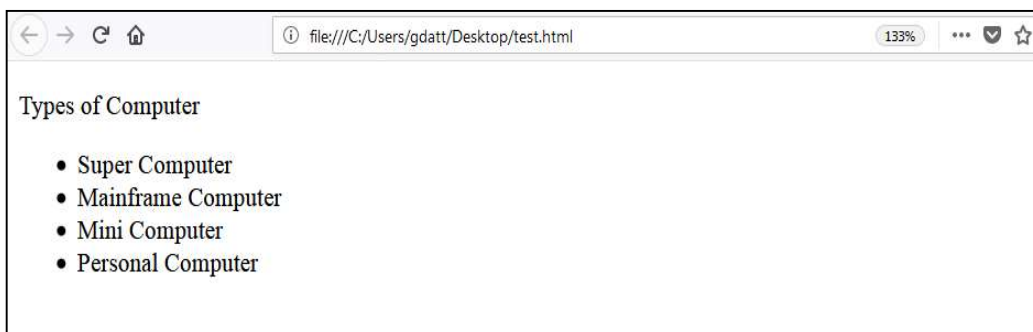 file:///C:/Users/gdatt/Desktop/test.html 133%
Types of Computer
• Super Computer
• Mainframe Computer
• Mini Computer
• Personal Computer